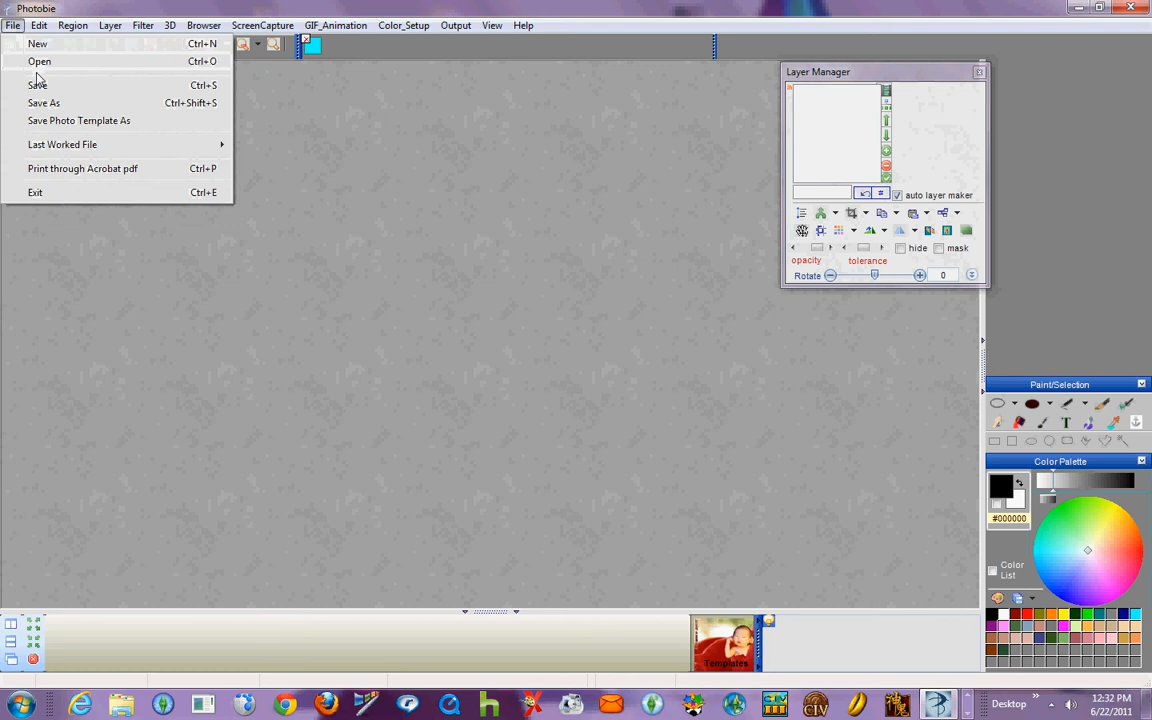 Photobie
File Edit Region Layer Filter 3D Browser ScreenCapture GIF_Animation Color_Setup Output View Help
New Ctrl+N
Open Ctrl+O
Save Ctrl+S
Save As Ctrl+Shift+S
Save Photo Template As
Last Worked File
Print through Acrobat pdf Ctrl+P
Exit Ctrl+E
Layer Manager
auto layer maker
hide mask
opacity tolerance
Rotate 0
Paint/Selection
T
Color Palette
#000000
Color
List
Templates
CIV
Desktop
12:32 PM
6/22/2011